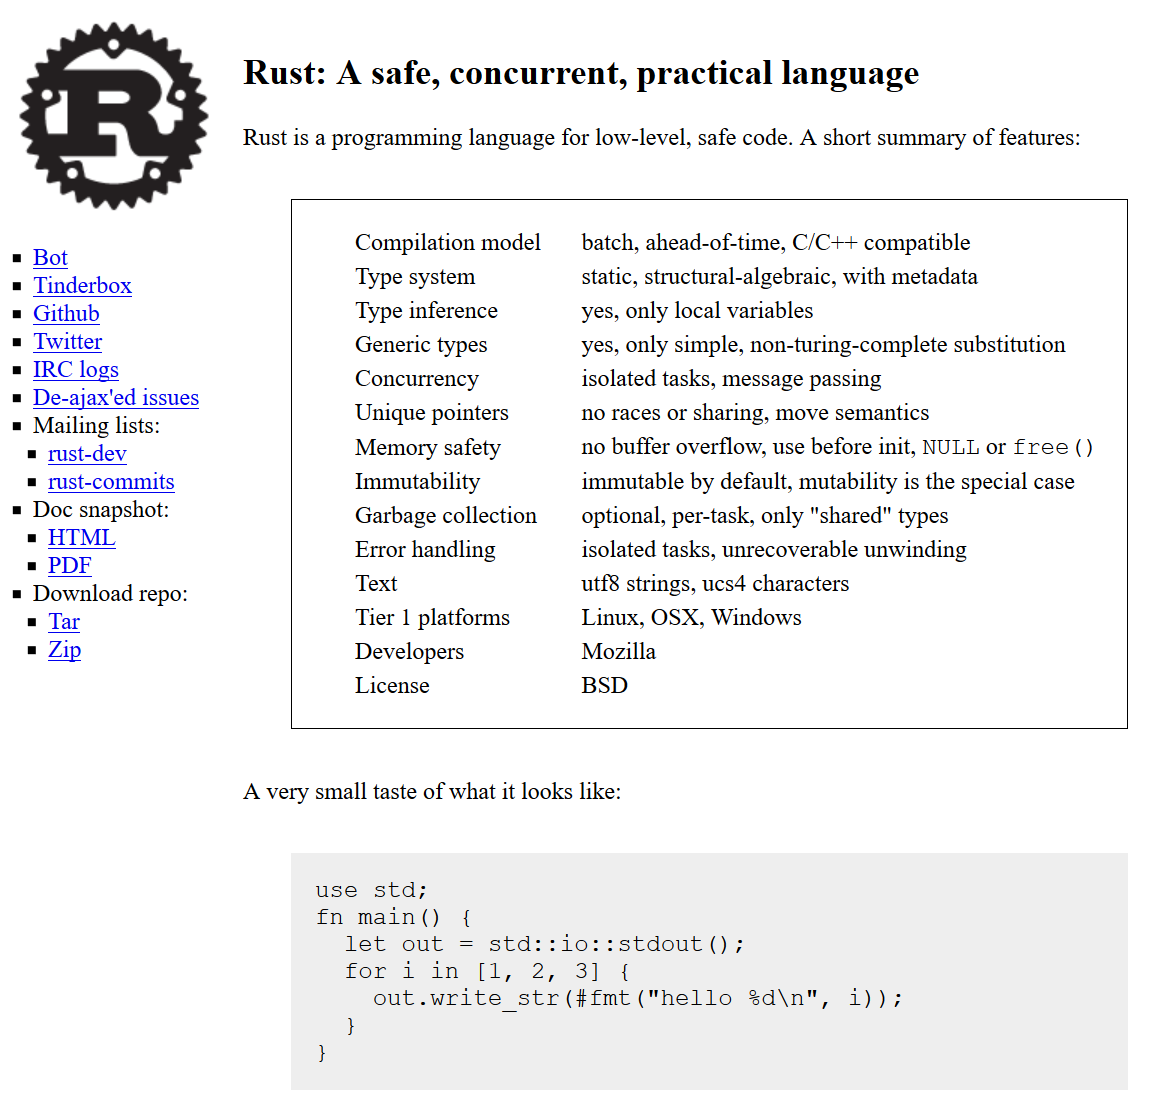 R
Rust: A safe, concurrent, practical language
Rust is a programming language for low-level, safe code. A short summary of features:
Bot
Tinderbox
Github
Twitter
IRC logs
De-ajax'ed issues
Mailing lists:
rust-dev
rust-commits
Doc snapshot:
HTML
PDF
Download repo:
Tar
Zip
Compilation model batch, ahead-of-time, C/C++ compatible
Type system static, structural-algebraic, with metadata
Type inference yes, only local variables
Generic types yes, only simple, non-turing-complete substitution
Concurrency isolated tasks, message passing
Unique pointers no races or sharing, move semantics
Memory safety no buffer overflow, use before init, NULL or free()
Immutability immutable by default, mutability is the special case
Garbage collection optional, per-task, only "shared" types
Error handling isolated tasks, unrecoverable unwinding
Text utf8 strings, ucs4 characters
Tier 1 platforms Linux, OSX, Windows
Developers Mozilla
License BSD
A very small taste of what it looks like:
use std;
fn main() {
  let out = std::io::stdout();
  for i in [1, 2, 3] {
    out.write_str(#fmt("hello %d\n", i));
  }
}